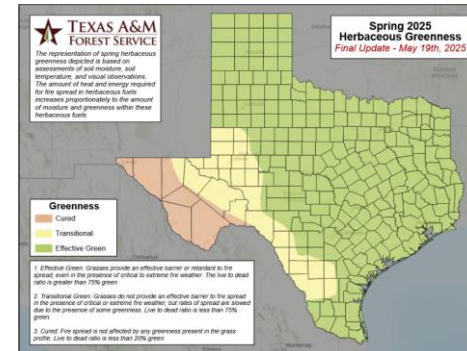 TEXAS A&M
FOREST SERVICE
The representation of spring herbaceous
greenness depicted is based on
assessments of soil moisture, soil
temperature, and visual observations.
The amount of heat and energy required
for fire spread in herbaceous fuels
increases proportionately to the amount
of moisture and greenness within these
herbaceous fuels.
Spring 2025
Herbaceous Greenness
Final Update - May 19th, 2025
Greenness
Cured
Transitional
Effective Green
1. Effective Green: Grasses provide an effective barrier or retardant to fire
spread, even in the presence of critical to extreme fire weather. The live to dead
ratio is greater than 75% green.
2. Transitional Green: Grasses do not provide an effective barrier to fire spread
in the presence of critical or extreme fire weather, but rates of spread are slowed
due to the presence of some greenness. Live to dead ratio is less than 75%
green.
3. Cured: Fire spread is not affected by any greenness present in the grass
profile. Live to dead ratio is less than 20% green.